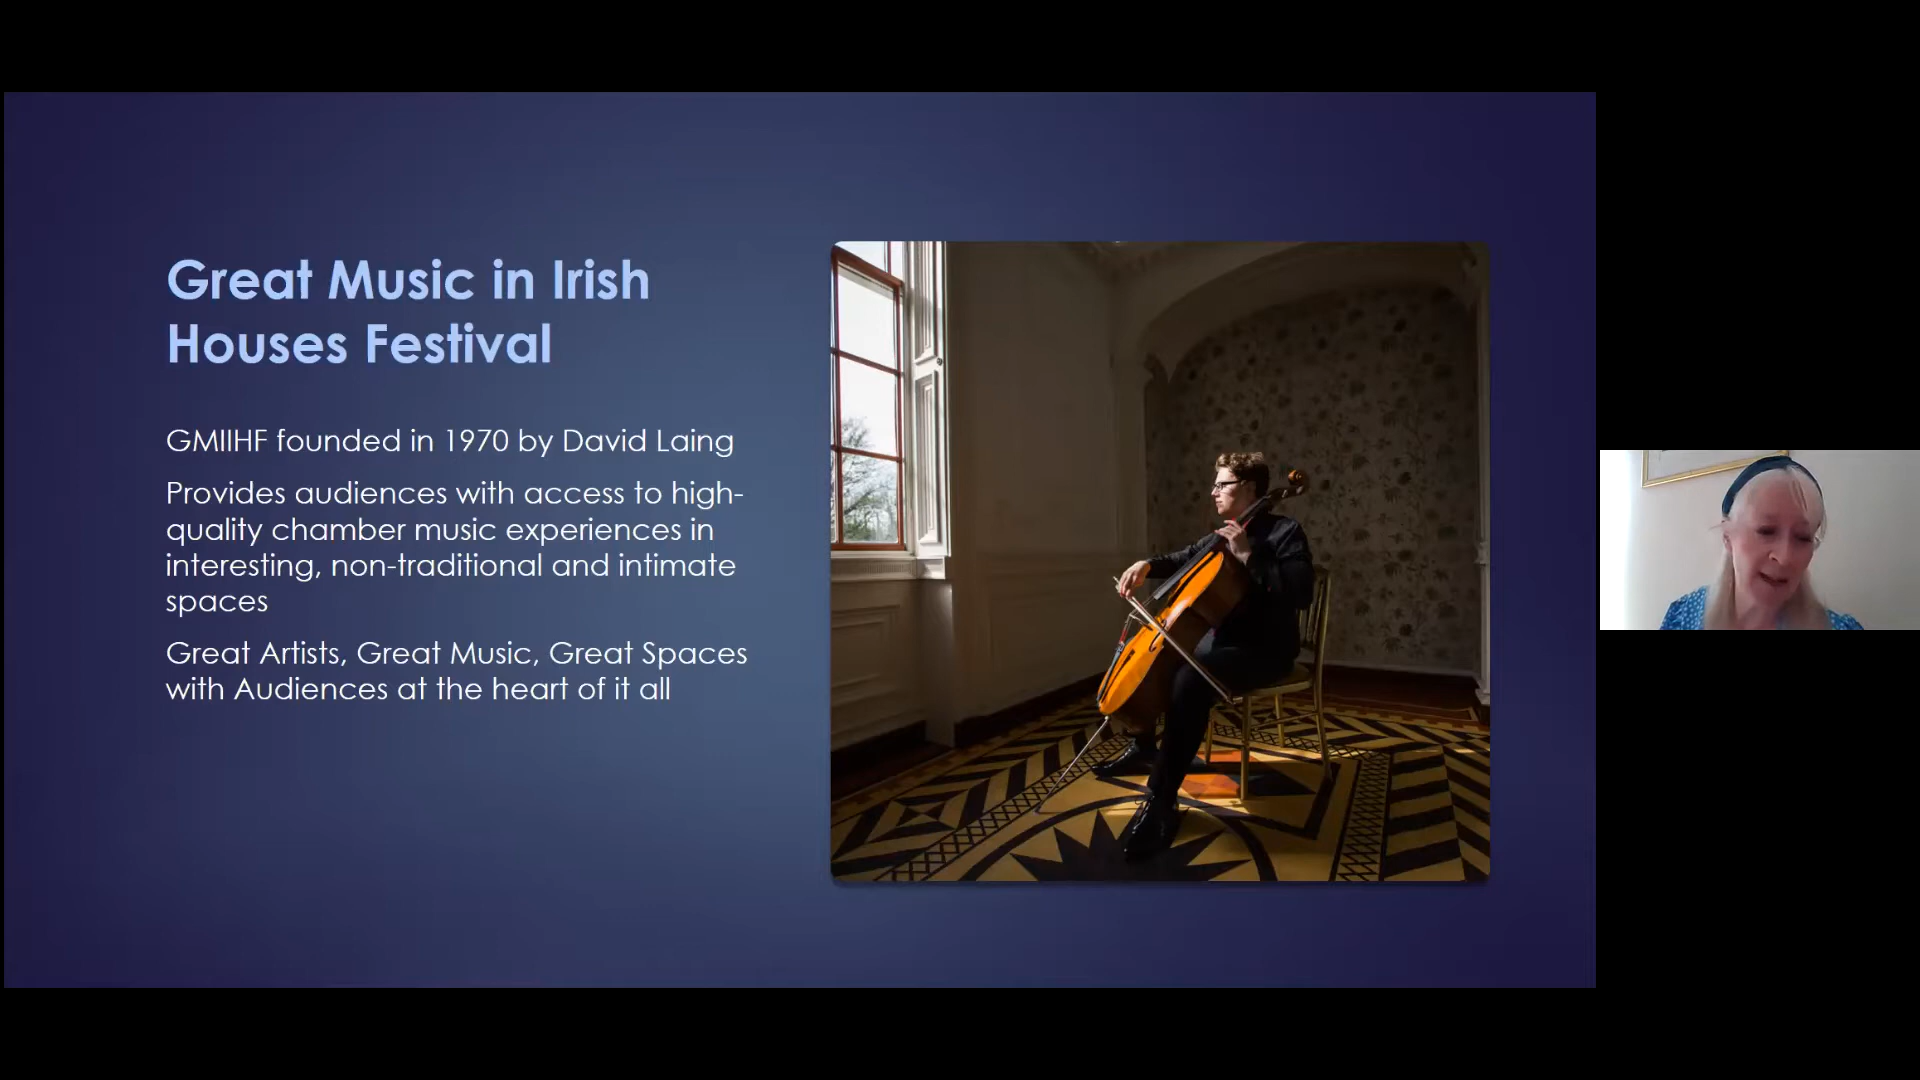 Great Music in Irish
Houses Festival
GMIIHF founded in 1970 by David Laing
Provides audiences with access to high-
quality chamber music experiences in
interesting, non-traditional and intimate
spaces
Great Artists, Great Music, Great Spaces
with Audiences at the heart of it all